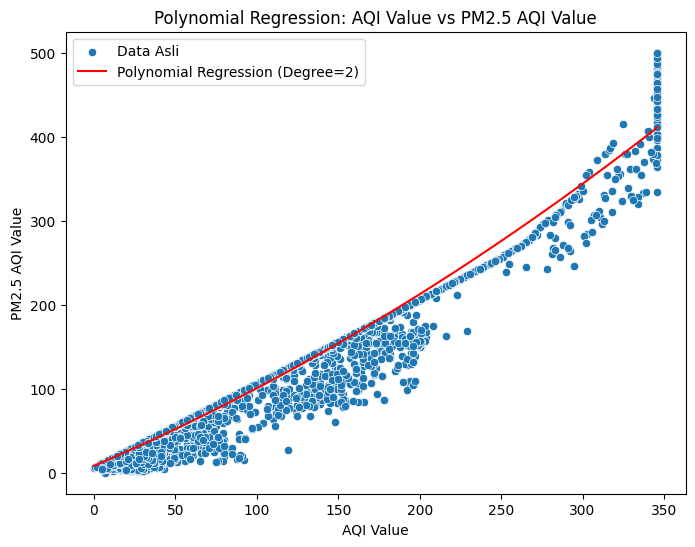 Polynomial Regression: AQI Value vs PM2.5 AQI Value
Data Asli
Polynomial Regression (Degree=2)
500
400
300
200
100
0
PM2.5 AQI Value
0 50 100 150 200 250 300 350
AQI Value